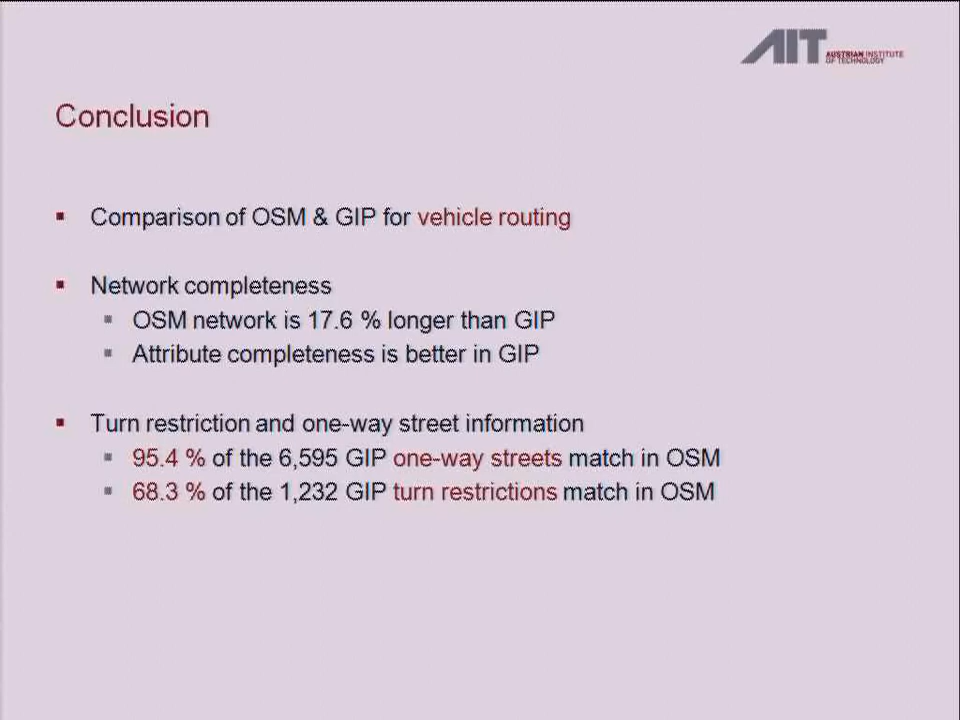 AIT
AUSTRIAN INSTITUTE
OF TECHNOLOGY
Conclusion
Comparison of OSM & GIP for vehicle routing
Network completeness
OSM network is 17.6 % longer than GIP
Attribute completeness is better in GIP
Turn restriction and one-way street information
95.4 % of the 6,595 GIP one-way streets match in OSM
68.3 % of the 1,232 GIP turn restrictions match in OSM